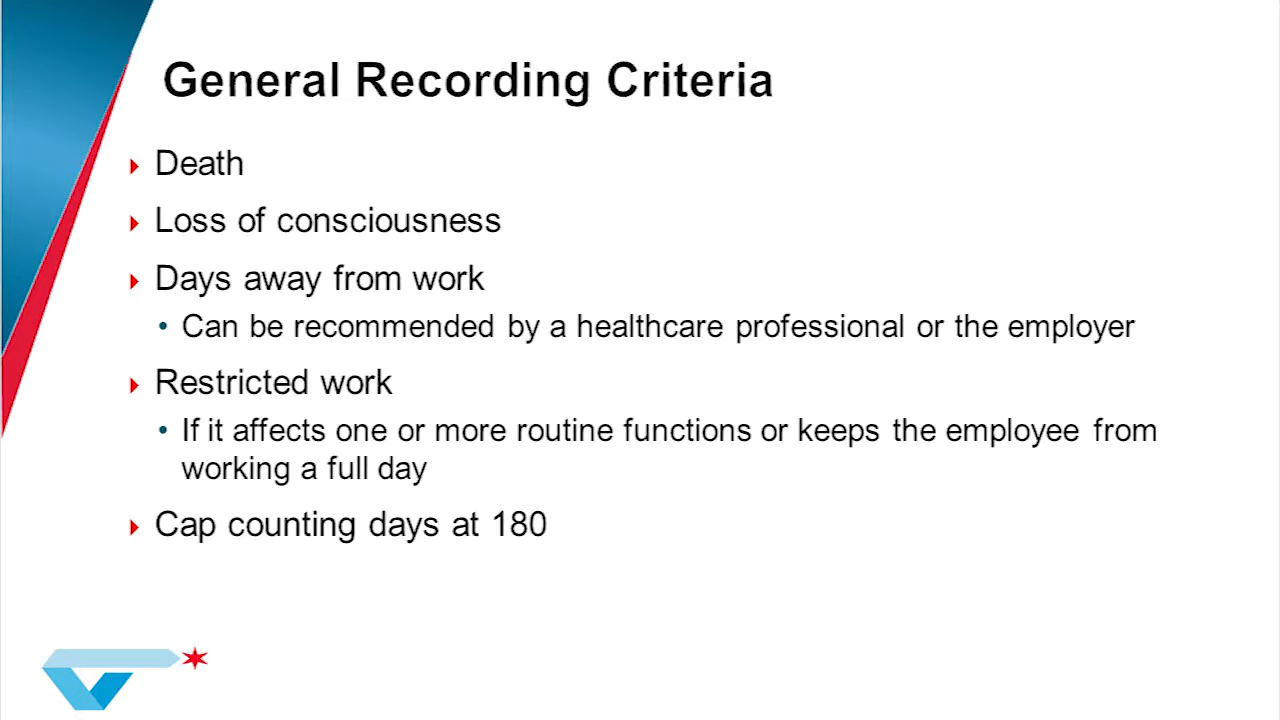 General Recording Criteria
Death
Loss of consciousness
Days away from work
• Can be recommended by a healthcare professional or the employer
Restricted work
• If it affects one or more routine functions or keeps the employee from
working a full day
Cap counting days at 180